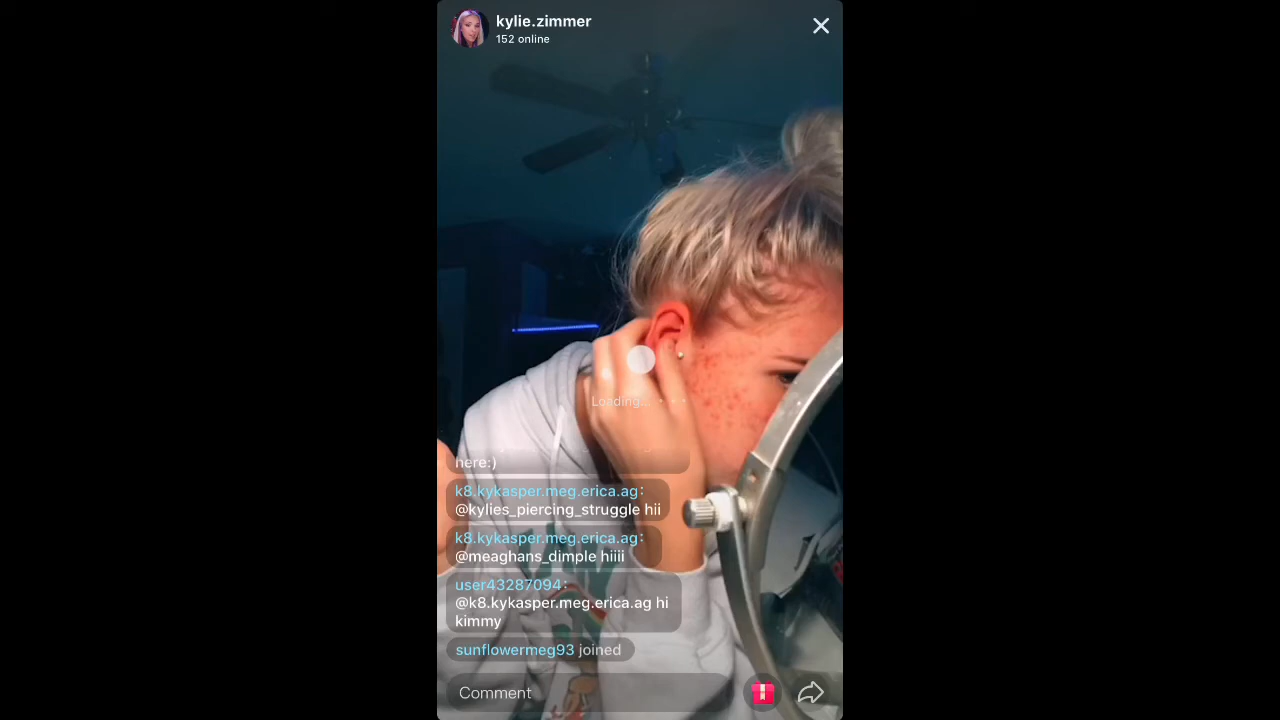 kylie.zimmer
152 online
Loading...
here:)
k8.kykasper.meg.erica.ag:
@kylies_piercing_struggle hii
k8.kykasper.meg.erica.ag:
@meaghans_dimple hiiii
user43287094:
@k8.kykasper.meg.erica.ag hi
kimmy
sunflowermeg93 joined
Comment